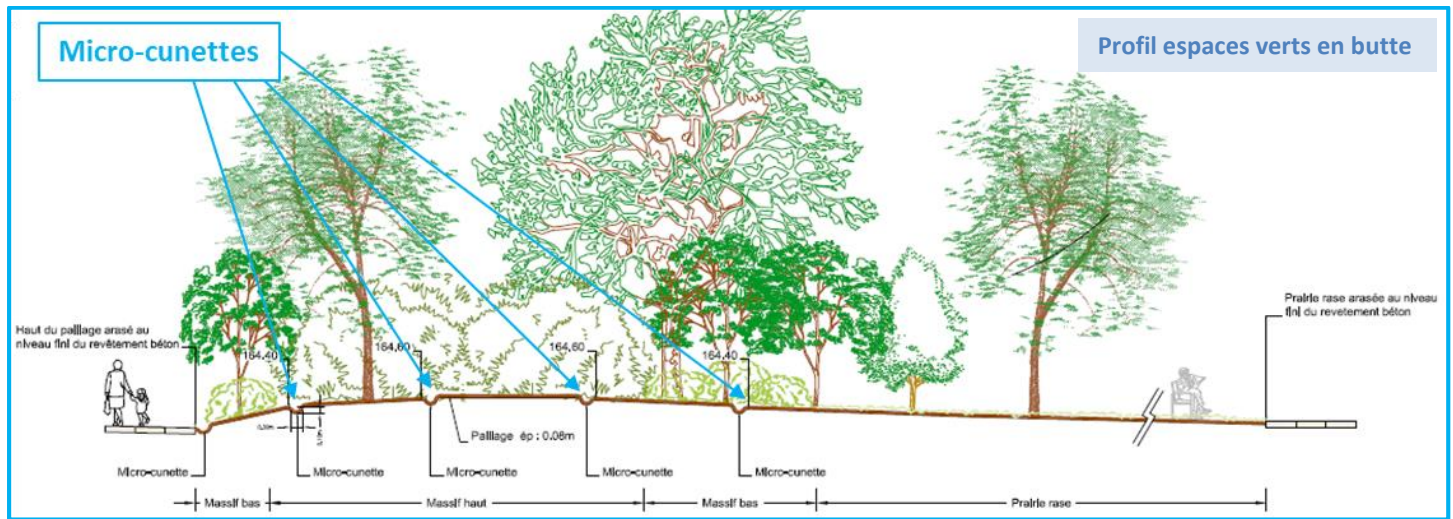 Micro-cunettes
Profil espaces verts en butte
Prairie rase arasée au niveau
fini du revetement béton
Haut du paillage arasé au
niveau fini du revêtement béton
164,40
164,60
164,60
164,40
Paillage ép : 0.08m
Micro-cunette
Micro-cunette
Micro-cunette
Micro-cunette
Micro-cunette
Massif bas
Massif haut
Massif bas
Prairie rase